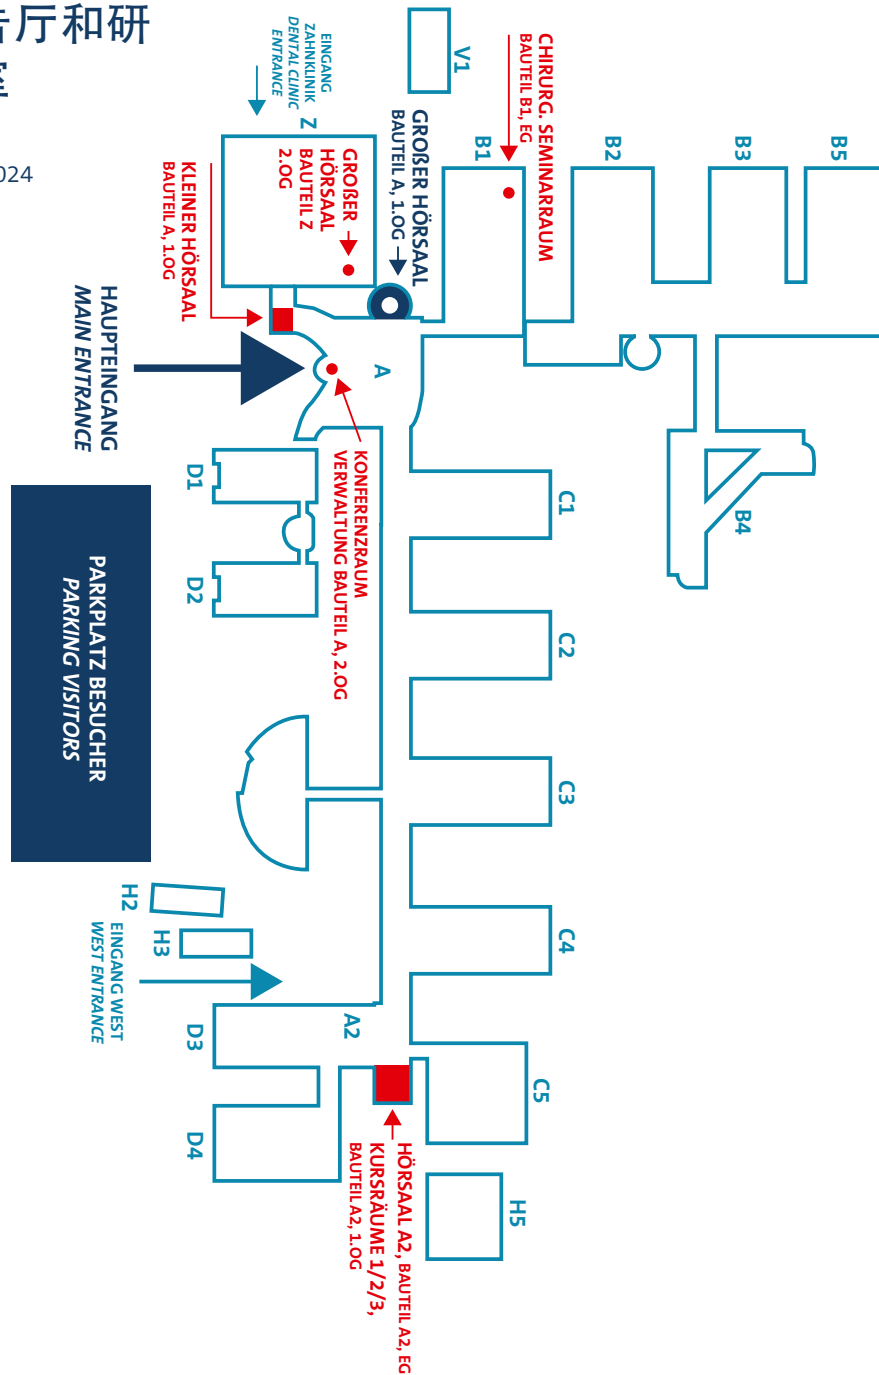 厅和研
024
V1
CHIRURG. SEMINARRAUM
BAUTEIL B1, EG
B1
B2
B3
B5
EINGANG
ZAHNKLINIK
DENTAL CLINIC
ENTRANCE
Z
GROßER HÖRSAAL
BAUTEIL A, 1.OG
GROßER
HÖRSAAL
BAUTEIL Z
2.OG
KLEINER HÖRSAAL
BAUTEIL A, 1.OG
HAUPTEINGANG
MAIN ENTRANCE
A
KONFERENZRAUM
VERWALTUNG BAUTEIL A, 2.OG
B4
D1
D2
C1
C2
C3
C4
C5
PARKPLATZ BESUCHER
PARKING VISITORS
H2
H3
EINGANG WEST
WEST ENTRANCE
A2
D3
D4
HÖRSAAL A2, BAUTEIL A2, EG
KURSRÄUME 1/2/3,
BAUTEIL A2, 1.OG
H5